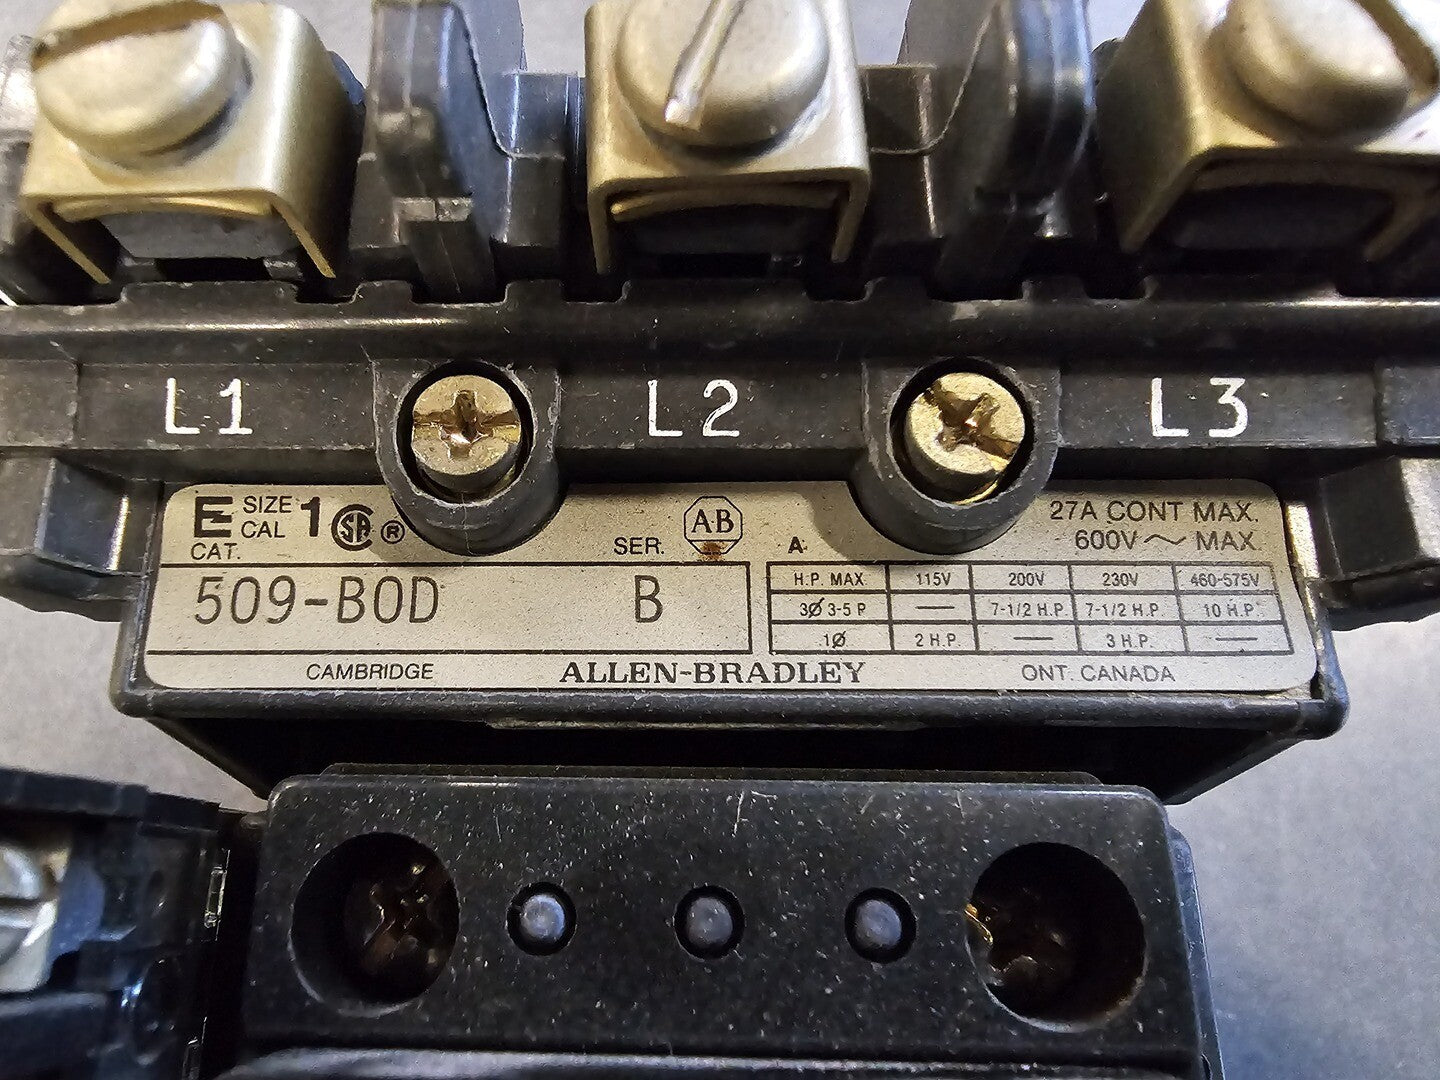 L1 L2 L3
E SIZE CAL 1 SA ®
CAT. SER. A-B A
27A CONT MAX.
600V ~ MAX.
509-BOD B
H.P. MAX. 115V 200V 230V 460-575V
3Ø 3-5 P — 7-1/2 H.P. 7-1/2 H.P. 10 H.P.
1Ø 2 H.P. — 3 H.P. —
CAMBRIDGE ALLEN-BRADLEY ONT. CANADA